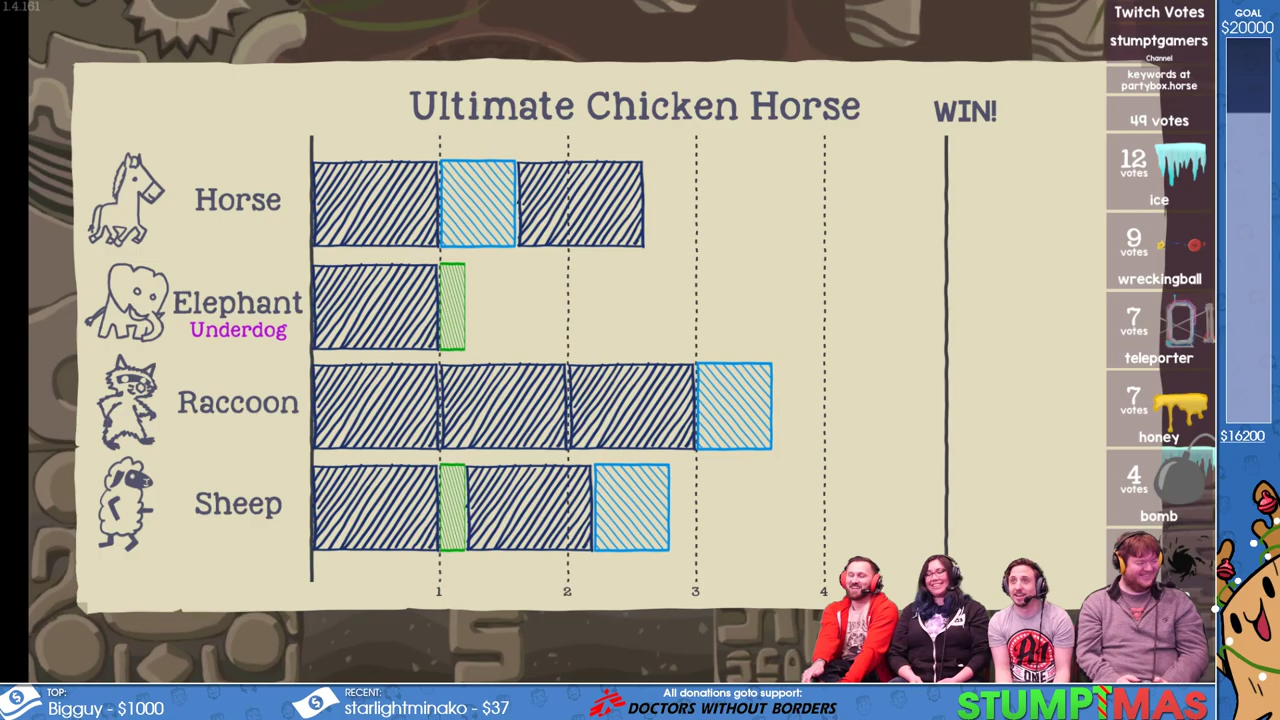 1.4.161
Ultimate Chicken Horse
WIN!
Horse
Elephant
Underdog
Raccoon
Sheep
1
2
3
4
Twitch Votes
stumptgamers
Channel
keywords at
partybox.horse
49 votes
12
votes
ice
9
votes
wreckingball
7
votes
teleporter
7
votes
honey
4
votes
bomb
GOAL
$20000
$16200
TOP:
Bigguy - $1000
RECENT:
starlightminako - $37
All donations goto support:
DOCTORS WITHOUT BORDERS
STUMPTMAS